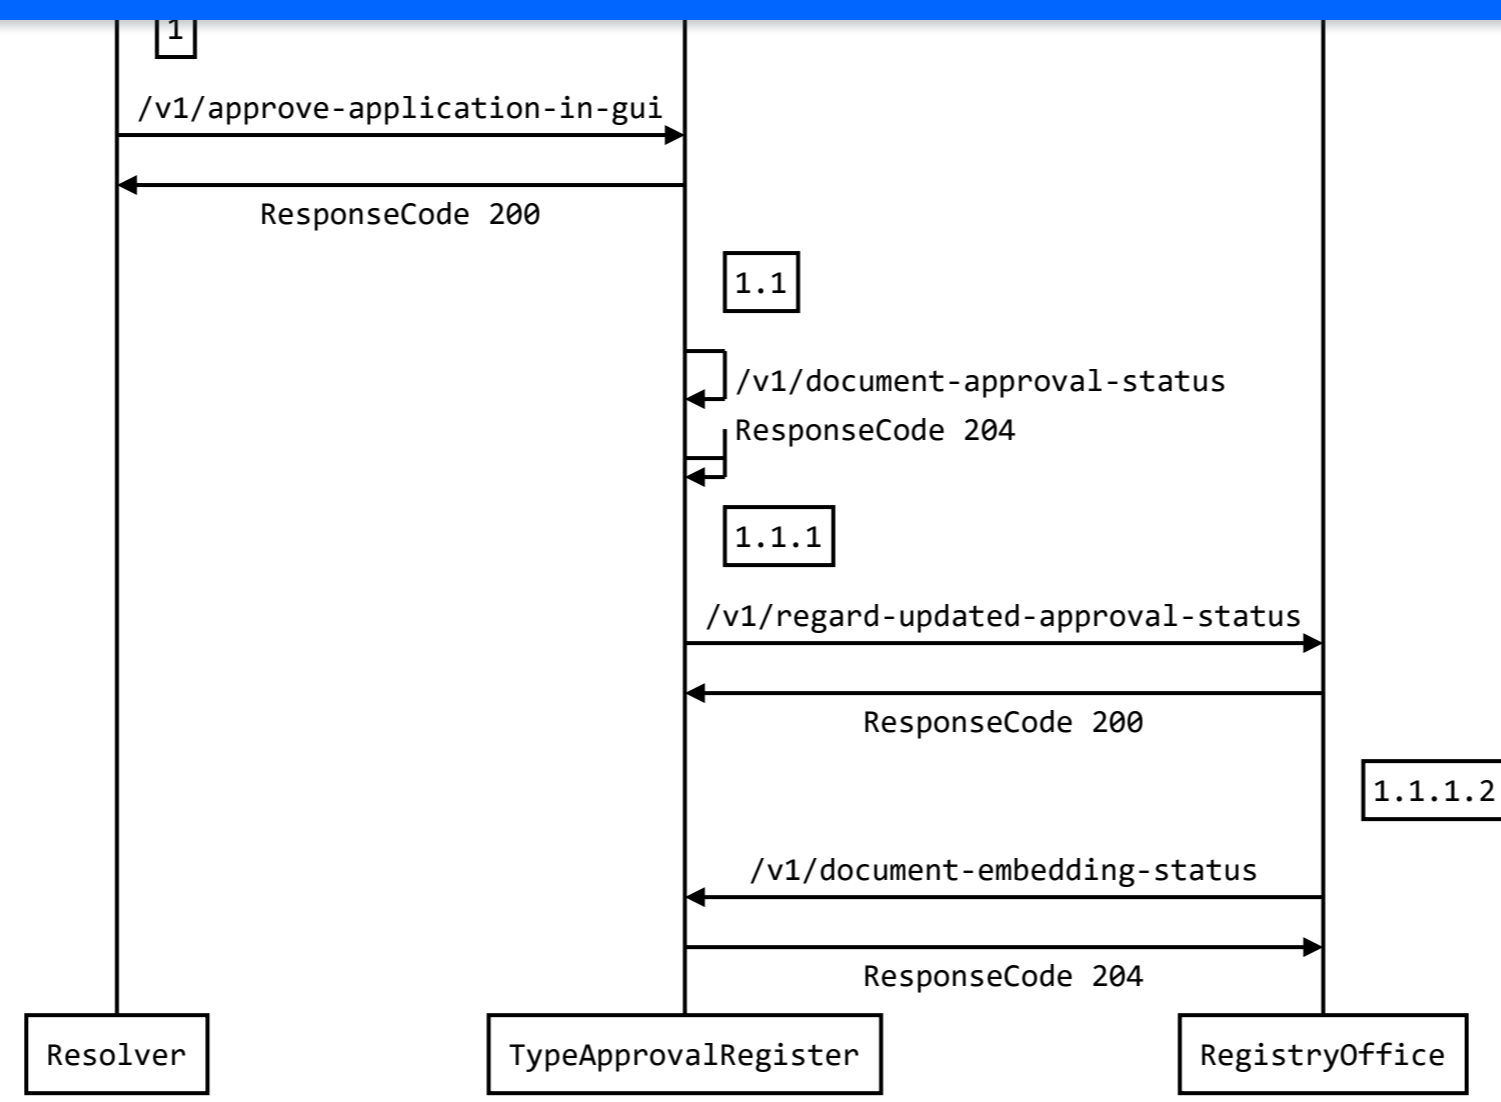 1
/v1/approve-application-in-gui
ResponseCode 200
1.1
/v1/document-approval-status
ResponseCode 204
1.1.1
/v1/regard-updated-approval-status
ResponseCode 200
1.1.1.2
/v1/document-embedding-status
ResponseCode 204
Resolver
TypeApprovalRegister
RegistryOffice